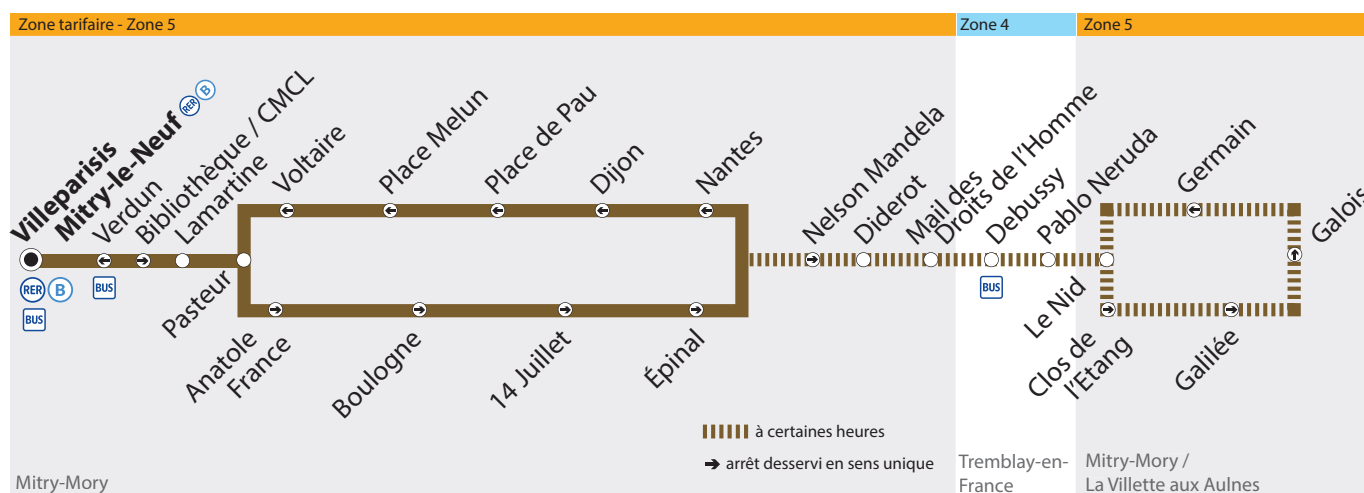 Zone tarifaire - Zone 5
Zone 4
Zone 5
Villeparisis
Mitry-le-Neuf RER B
Verdun
Bibliothèque / CMCL
Lamartine
Voltaire
Place Melun
Place de Pau
Dijon
Nantes
Nelson Mandela
Diderot
Mail des
Droits de l'Homme
Debussy
Pablo Neruda
Germain
Galois
RER B
BUS
BUS
BUS
Pasteur
Anatole
France
Boulogne
14 Juillet
Épinal
Le Nid
Clos de
l'Etang
Galilée
à certaines heures
arrêt desservi en sens unique
Mitry-Mory
Tremblay-en-
France
Mitry-Mory /
La Villette aux Aulnes